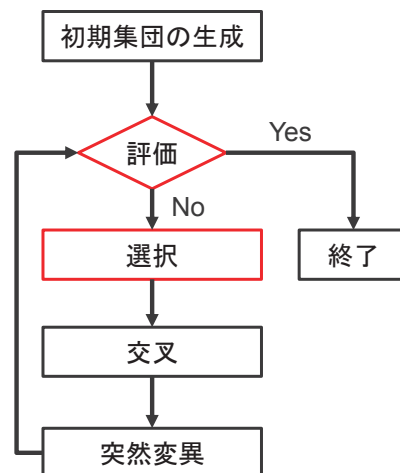 初期集団の生成
評価
Yes
No
選択
終了
交叉
突然変異